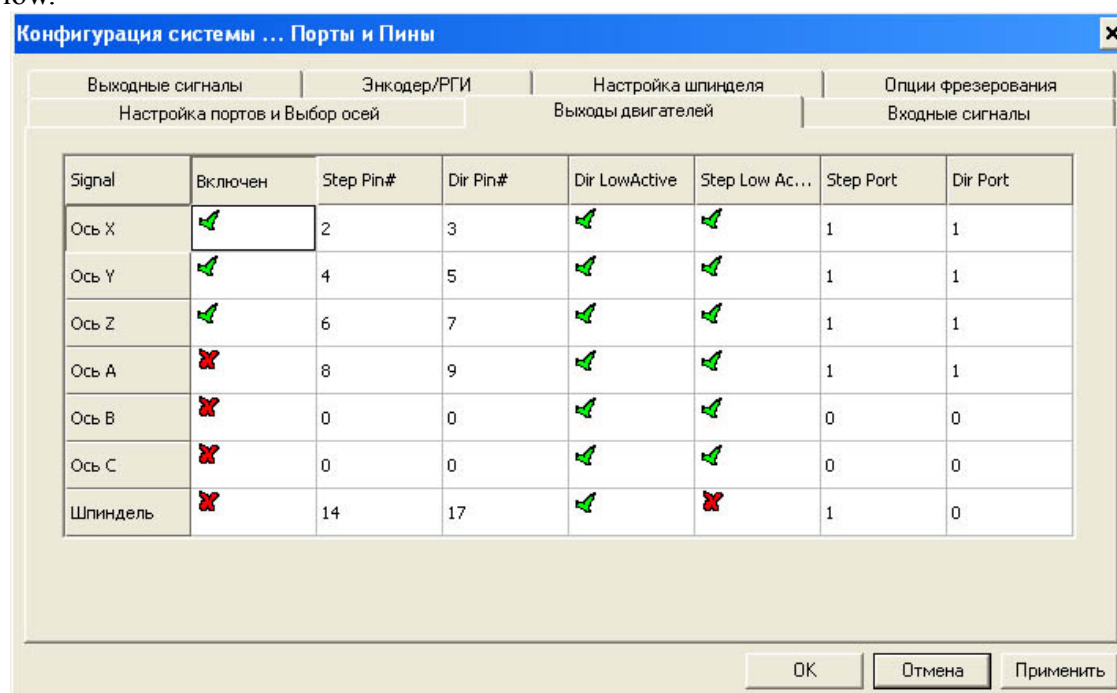 low.
Конфигурация системы ... Порты и Пины
Выходные сигналы Энкодер/РГИ Настройка шпинделя Опции фрезерования
Настройка портов и Выбор осей Выходы двигателей Входные сигналы
Signal Включен Step Pin# Dir Pin# Dir LowActive Step Low Ac... Step Port Dir Port
Ось X 2 3 1 1
Ось Y 4 5 1 1
Ось Z 6 7 1 1
Ось A 8 9 1 1
Ось B 0 0 0 0
Ось C 0 0 0 0
Шпиндель 14 17 1 0
OK Отмена Применить